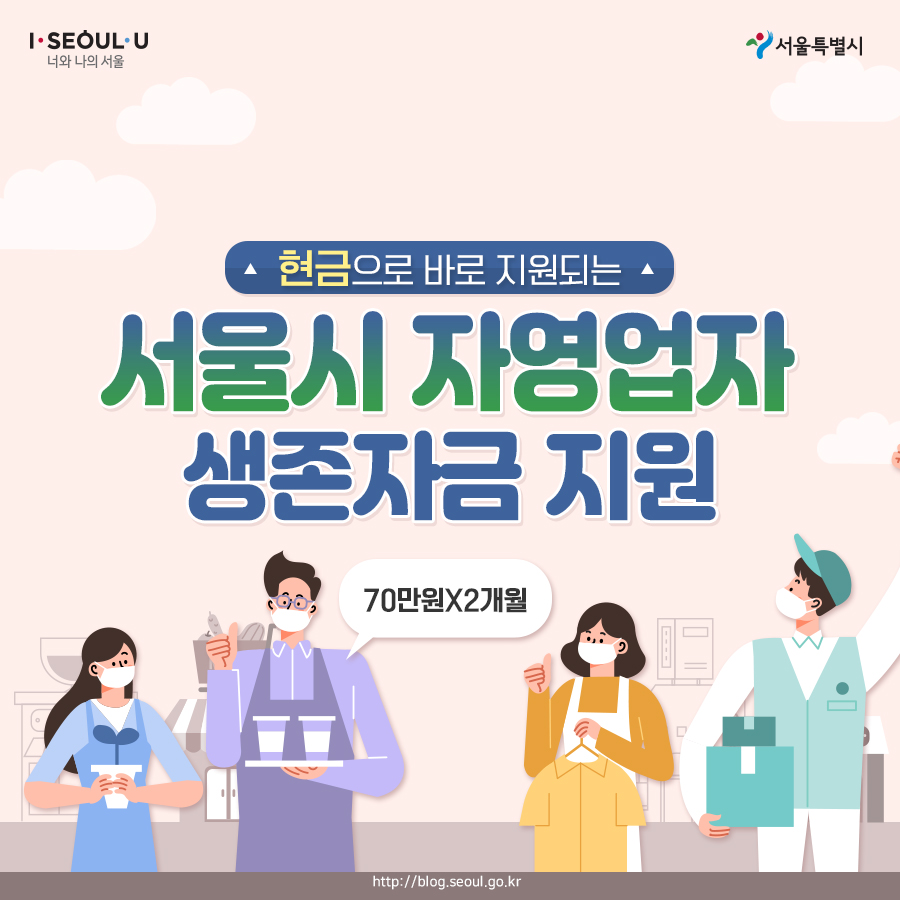 I·SEOUL·U
너와 나의 서울
서울특별시
현금으로 바로 지원되는
서울시 자영업자
생존자금 지원
70만원X2개월
http://blog.seoul.go.kr